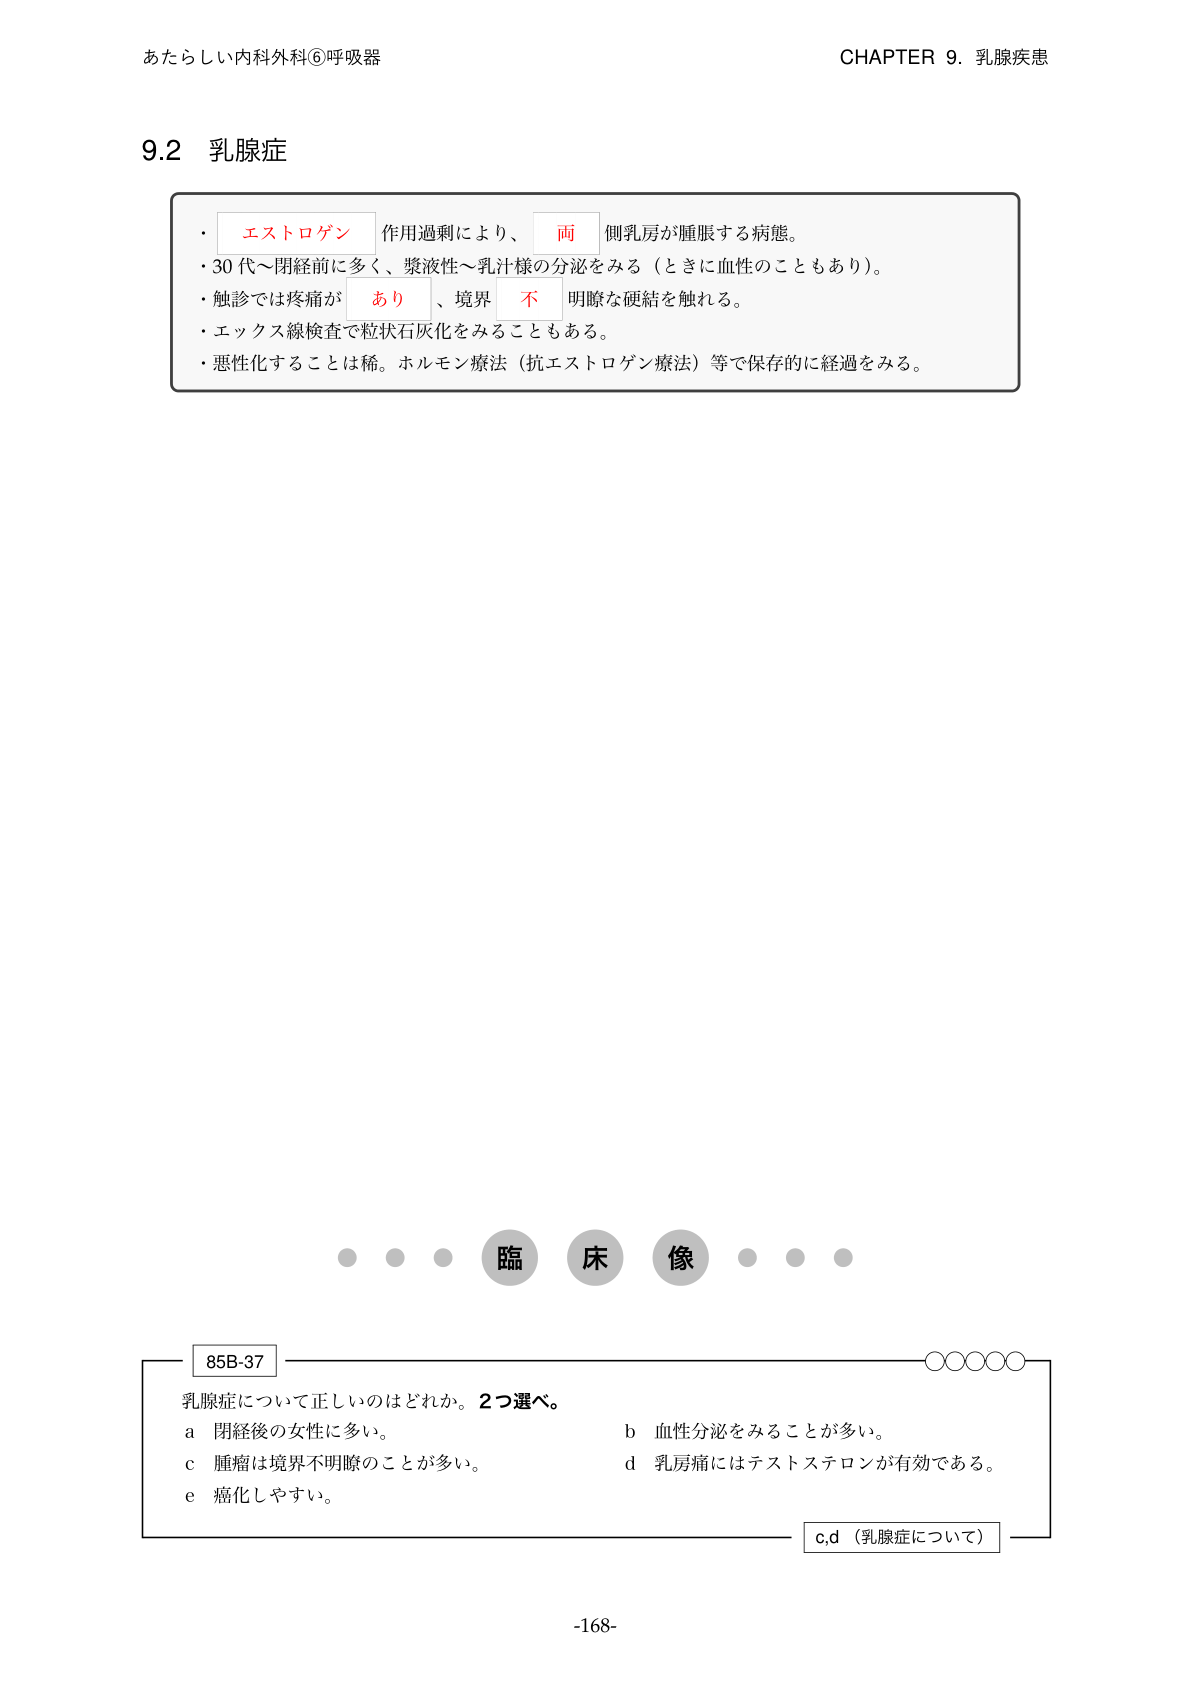 あたらしい内科外科⑥呼吸器 CHAPTER 9. 乳腺疾患
9.2 乳腺症
・ エストロゲン 作用過剰により、 両 側乳房が腫脹する病態。
・30 代〜閉経前に多く、漿液性〜乳汁様の分泌をみる（ときに血性のこともあり）。
・触診では疼痛が あり 、境界 不 明瞭な硬結を触れる。
・エックス線検査で粒状石灰化をみることもある。
・悪性化することは稀。ホルモン療法（抗エストロゲン療法）等で保存的に経過をみる。
臨床像
85B-37
乳腺症について正しいのはどれか。2つ選べ。
a 閉経後の女性に多い。 b 血性分泌をみることが多い。
c 腫瘤は境界不明瞭のことが多い。 d 乳房痛にはテストステロンが有効である。
e 癌化しやすい。
c,d （乳腺症について）
-168-